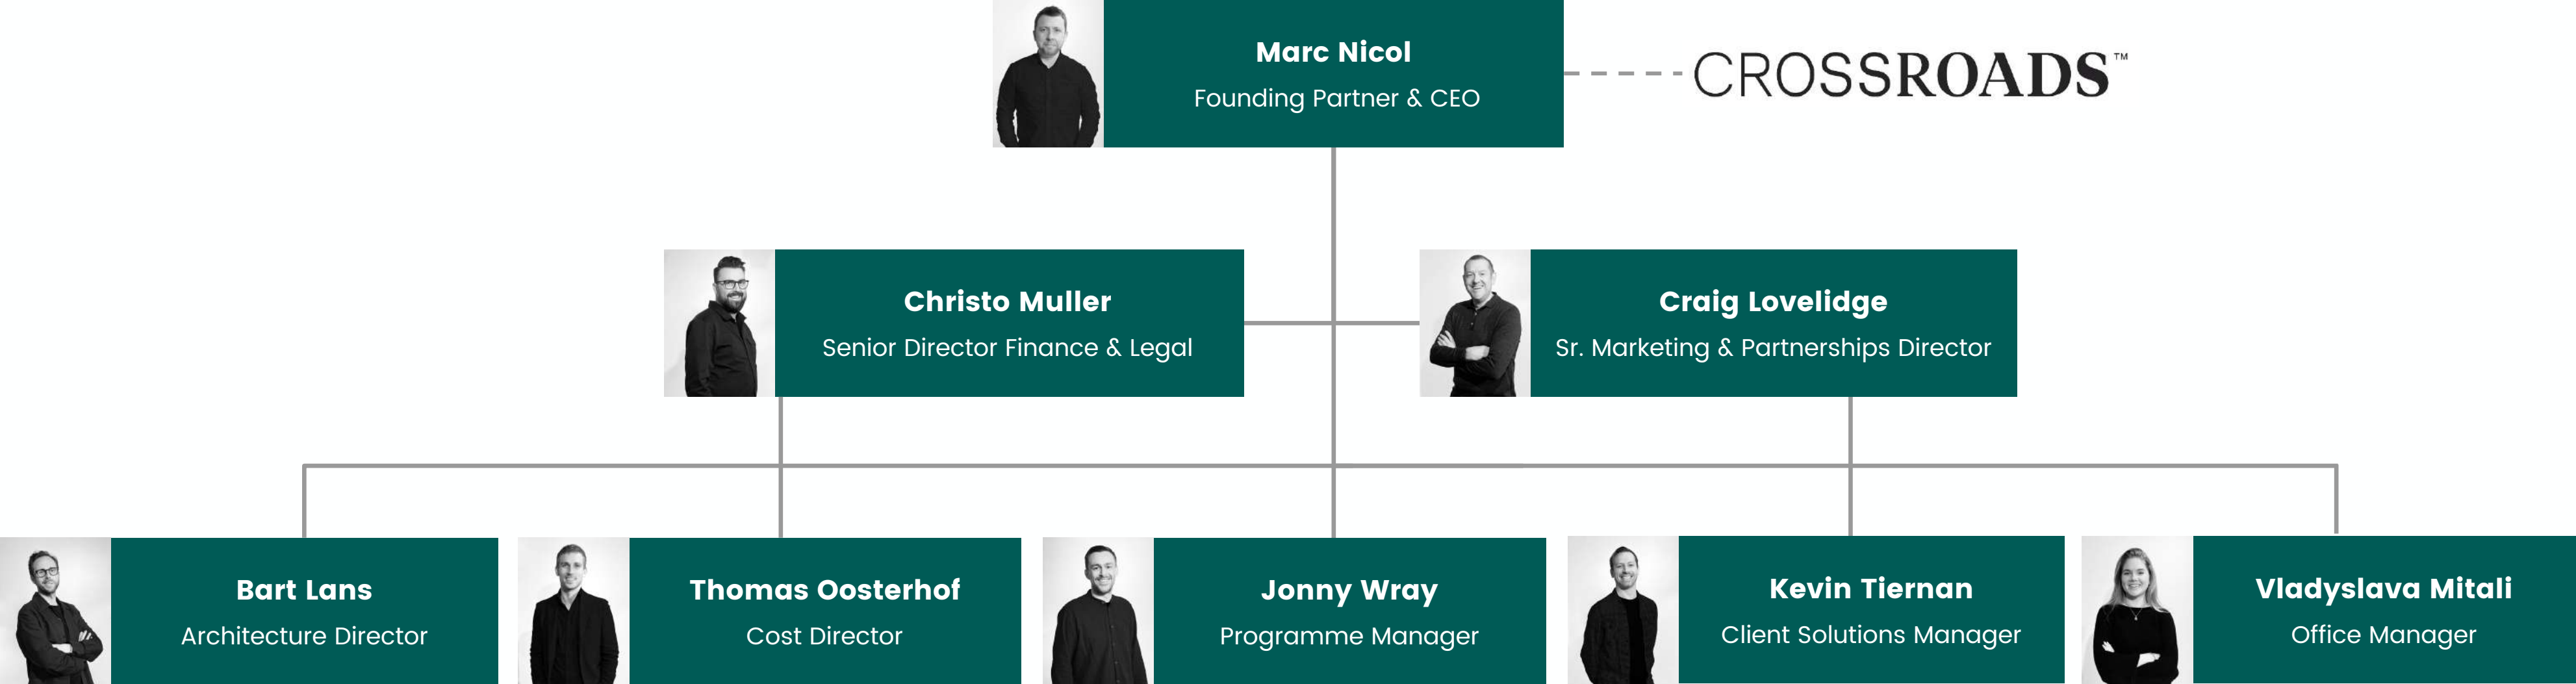 Marc Nicol
Founding Partner & CEO
CROSSROADS™
Christo Muller
Senior Director Finance & Legal
Craig Lovelidge
Sr. Marketing & Partnerships Director
Bart Lans
Architecture Director
Thomas Oosterhof
Cost Director
Jonny Wray
Programme Manager
Kevin Tiernan
Client Solutions Manager
Vladyslava Mitali
Office Manager